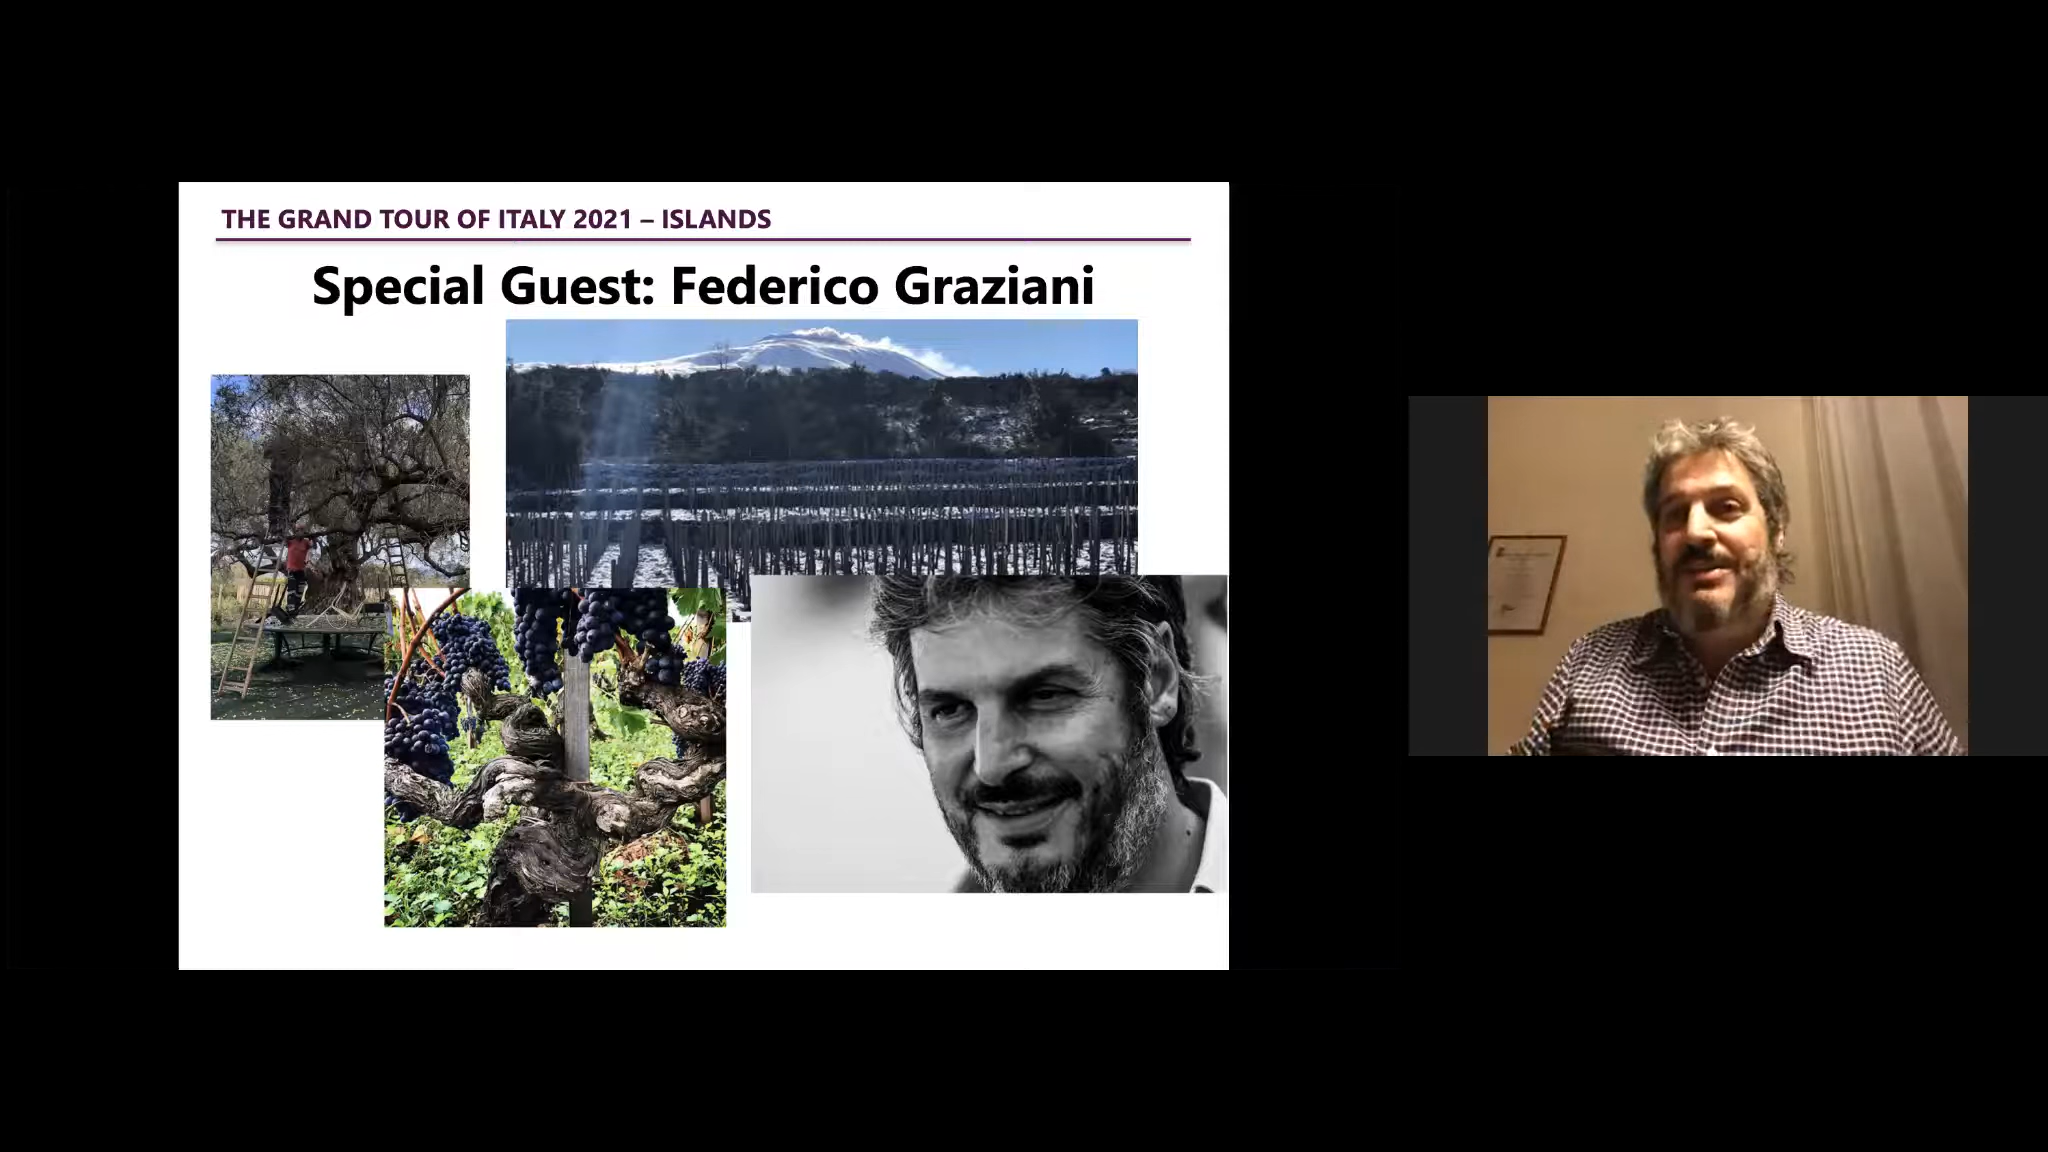 THE GRAND TOUR OF ITALY 2021 – ISLANDS
Special Guest: Federico Graziani